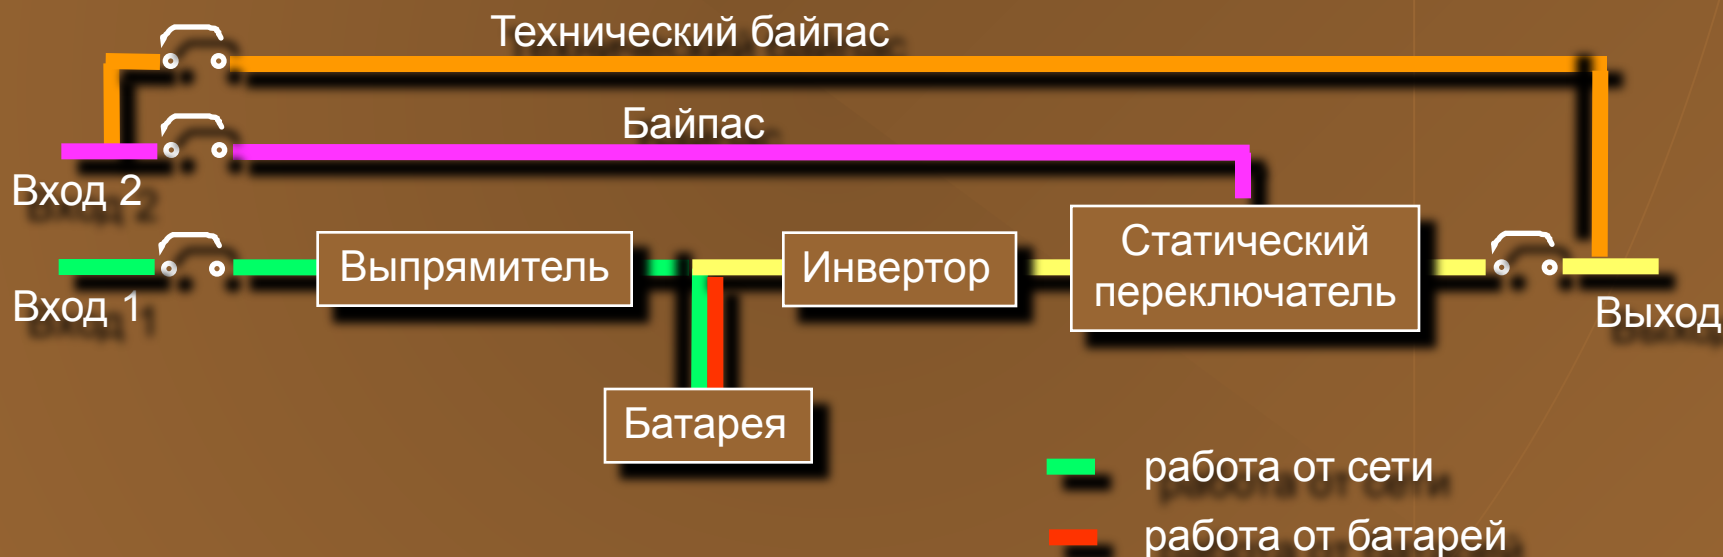 Технический байпас
Байпас
Вход 2
Выпрямитель
Инвертор
Статический
переключатель
Вход 1
Выход
Батарея
работа от сети
работа от батарей